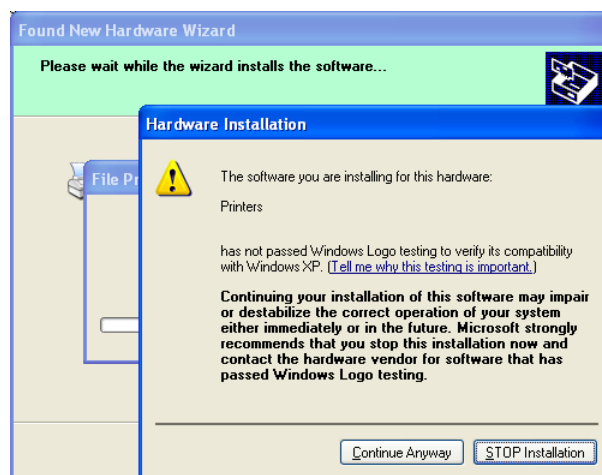 Found New Hardware Wizard
Please wait while the wizard installs the software...
Hardware Installation
File Pr
The software you are installing for this hardware:
Printers
has not passed Windows Logo testing to verify its compatibility
with Windows XP. (Tell me why this testing is important.)
Continuing your installation of this software may impair
or destabilize the correct operation of your system
either immediately or in the future. Microsoft strongly
recommends that you stop this installation now and
contact the hardware vendor for software that has
passed Windows Logo testing.
Continue Anyway
STOP Installation